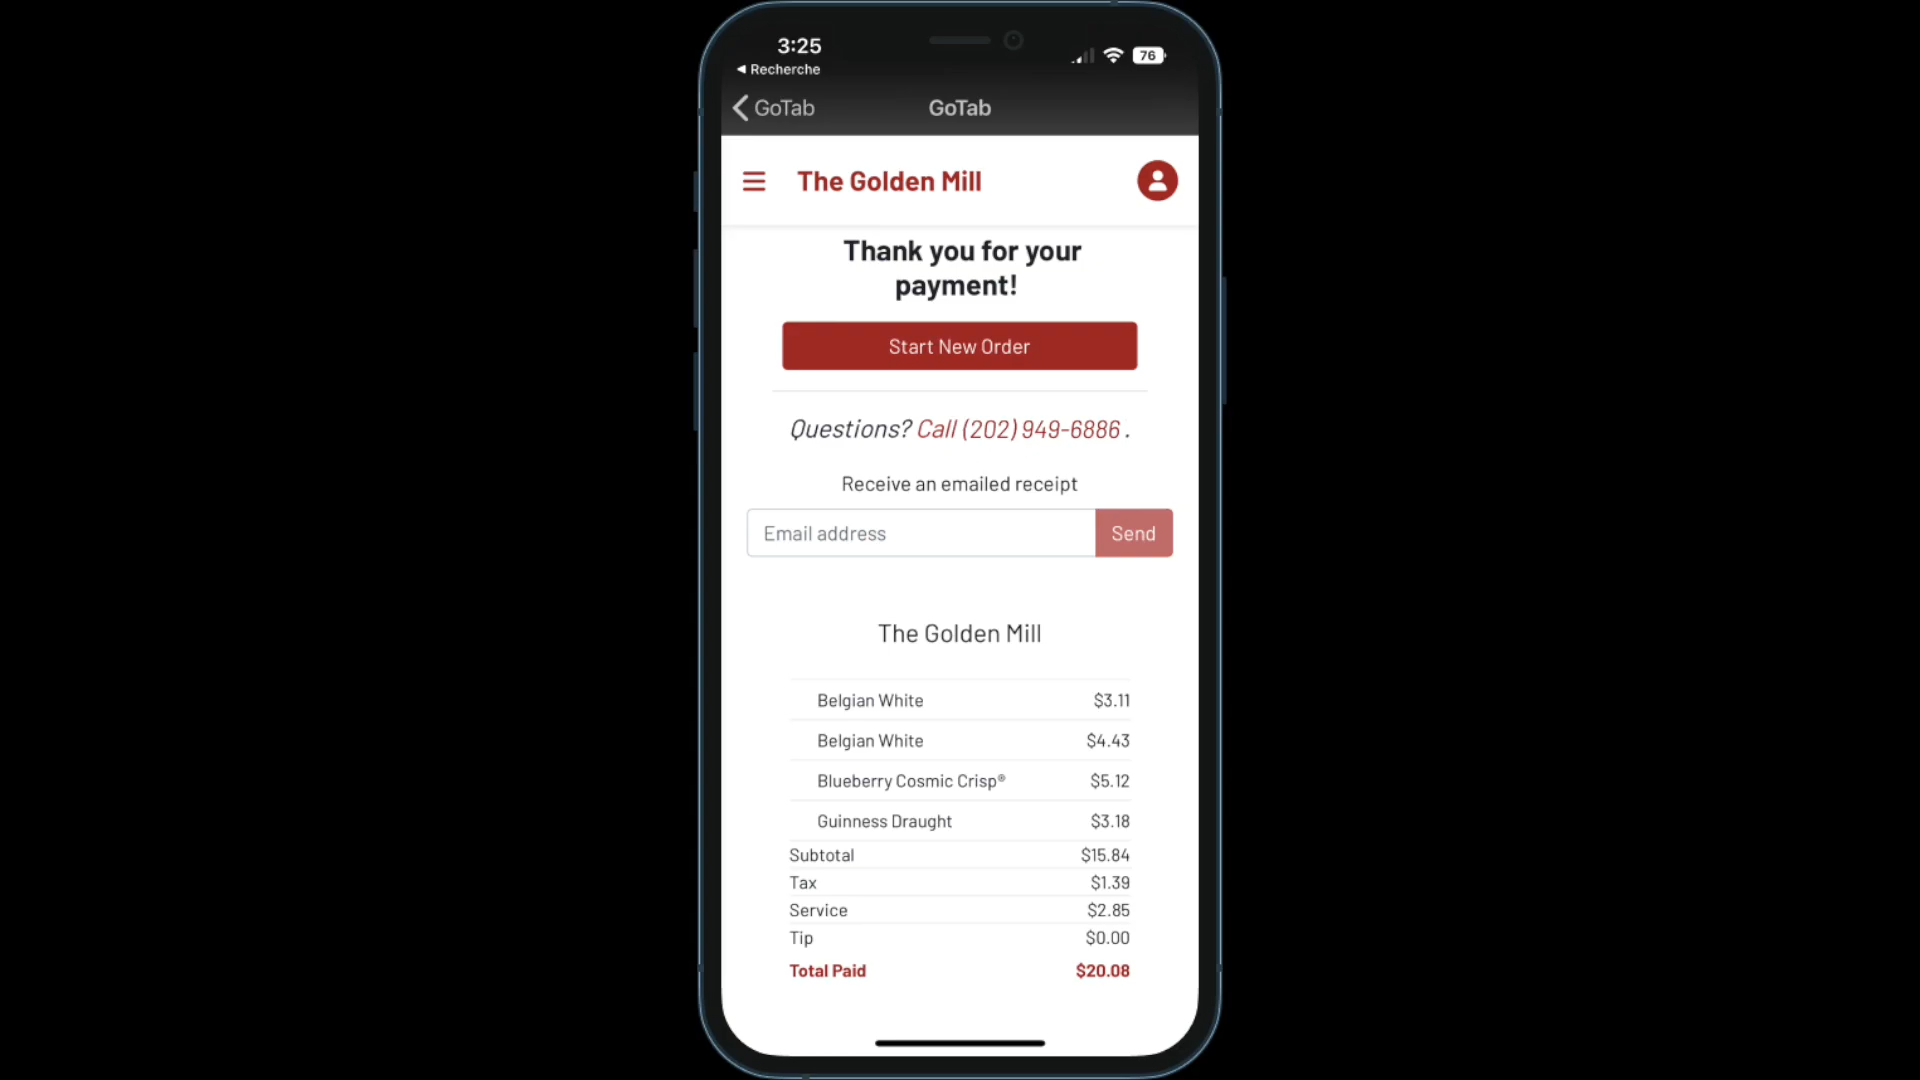 3:25
76
◀ Recherche
GoTab
GoTab
The Golden Mill
Thank you for your
payment!
Start New Order
Questions? Call (202) 949-6886 .
Receive an emailed receipt
Email address
Send
The Golden Mill
Belgian White $3.11
Belgian White $4.43
Blueberry Cosmic Crisp® $5.12
Guinness Draught $3.18
Subtotal $15.84
Tax $1.39
Service $2.85
Tip $0.00
Total Paid $20.08